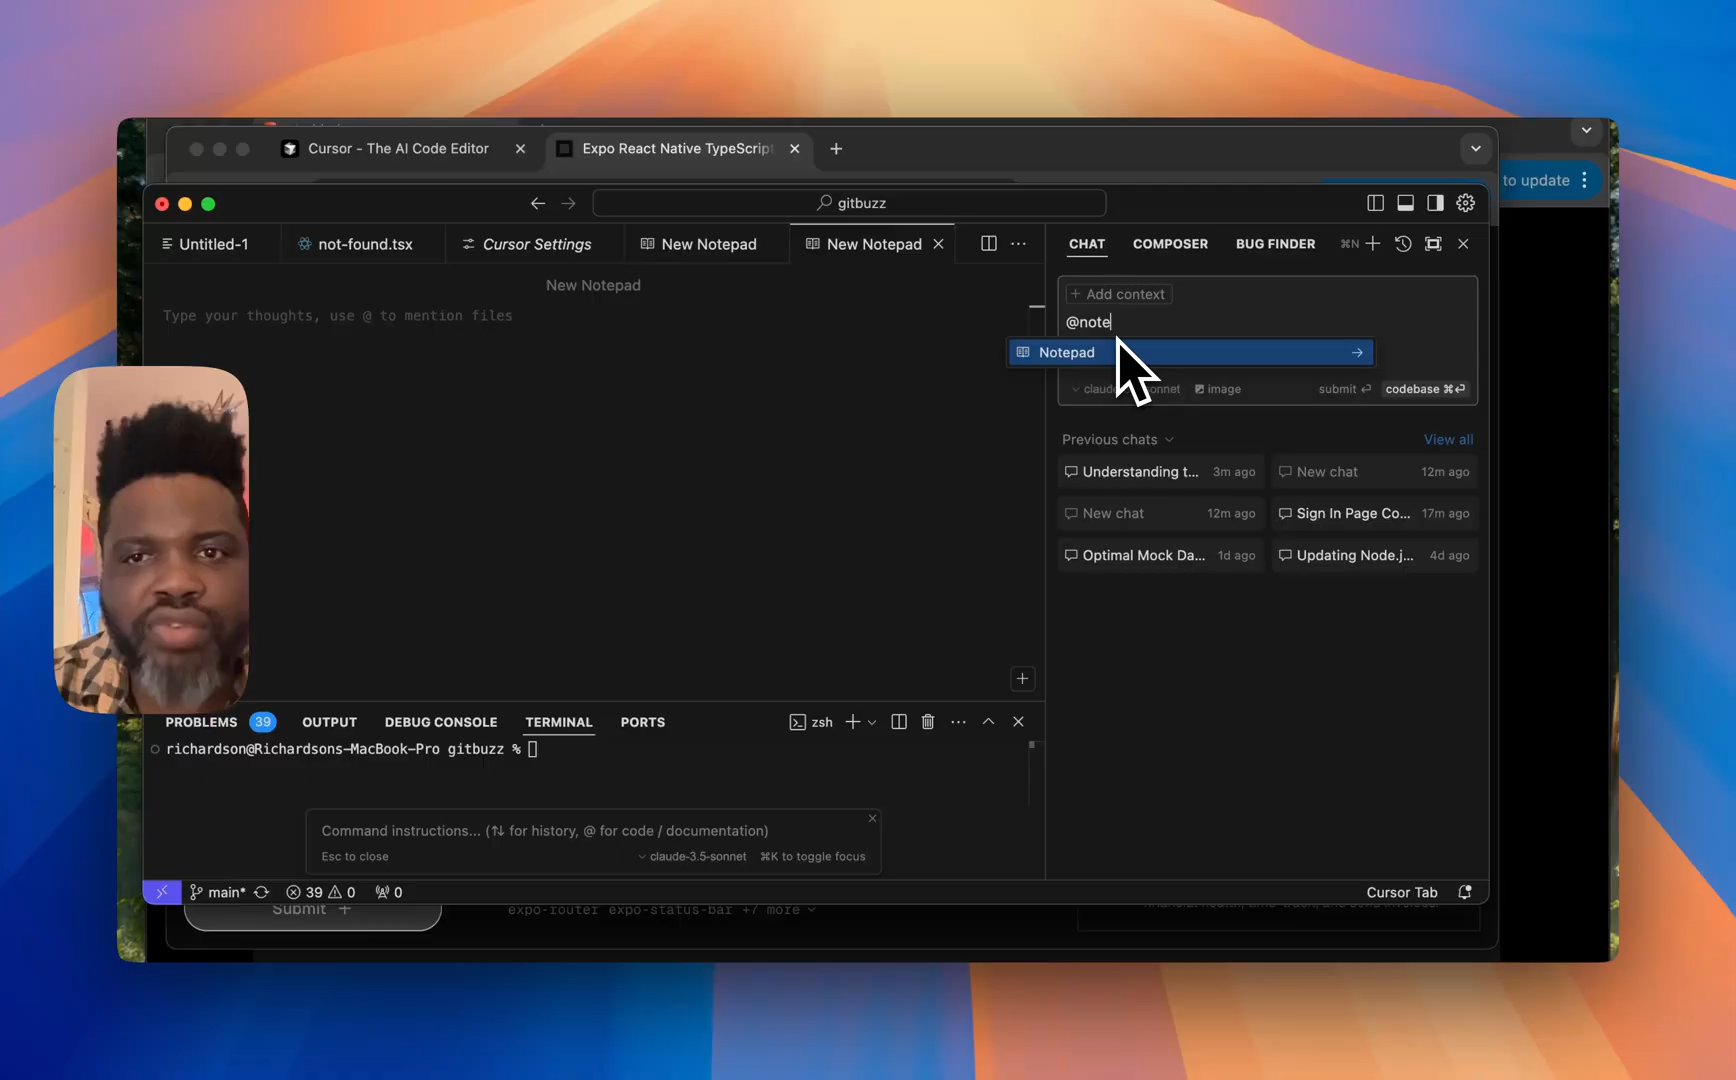 Cursor - The AI Code Editor
Expo React Native TypeScrip
to update
gitbuzz
Untitled-1
not-found.tsx
Cursor Settings
New Notepad
New Notepad
CHAT
COMPOSER
BUG FINDER
⌘N
New Notepad
Type your thoughts, use @ to mention files
+ Add context
@note
Notepad
image
submit ⏎
codebase ⌘⏎
Previous chats
View all
Understanding t... 3m ago
New chat 12m ago
New chat 12m ago
Sign In Page Co... 17m ago
Optimal Mock Da... 1d ago
Updating Node.j... 4d ago
PROBLEMS 39
OUTPUT
DEBUG CONSOLE
TERMINAL
PORTS
zsh
richardson@Richardsons-MacBook-Pro gitbuzz %
Command instructions... (⇅ for history, @ for code / documentation)
Esc to close
claude-3.5-sonnet
⌘K to toggle focus
main*
39
0
0
Cursor Tab
Submit +
expo-router expo-status-bar +7 more